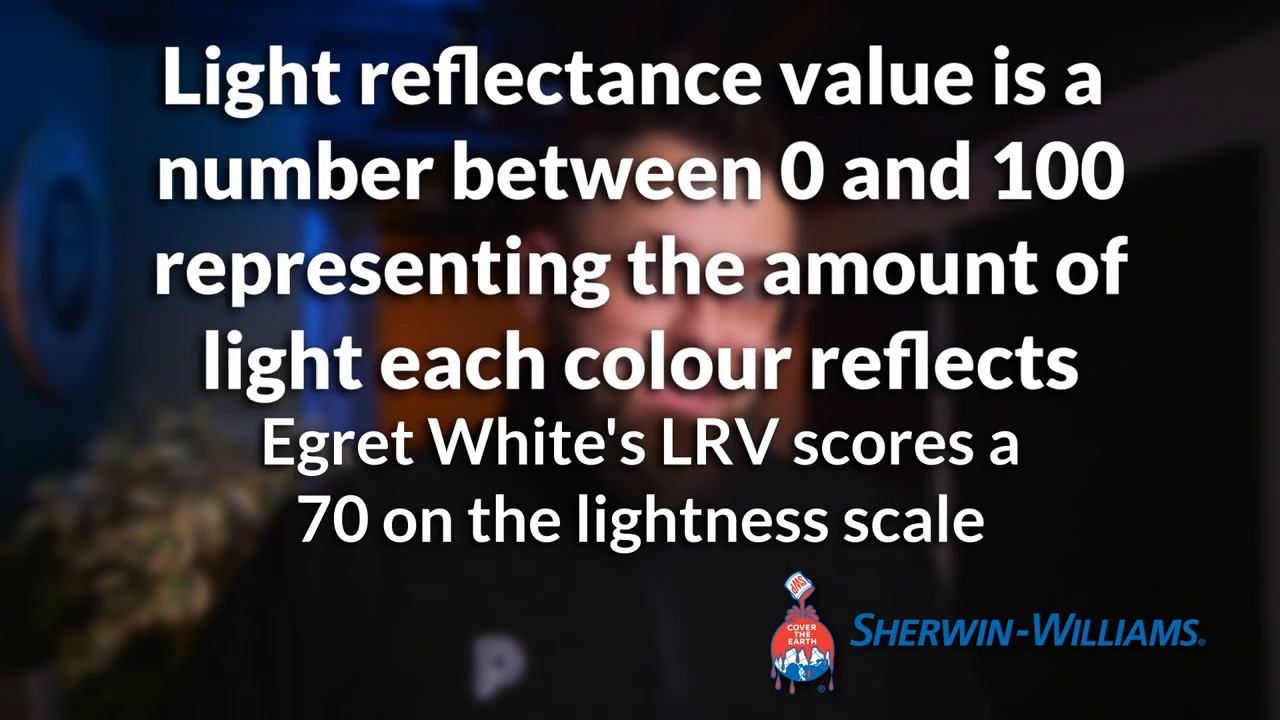 Light reflectance value is a
number between 0 and 100
representing the amount of
light each colour reflects
Egret White's LRV scores a
70 on the lightness scale
SWP
COVER
THE
EARTH
®
SHERWIN-WILLIAMS®
P